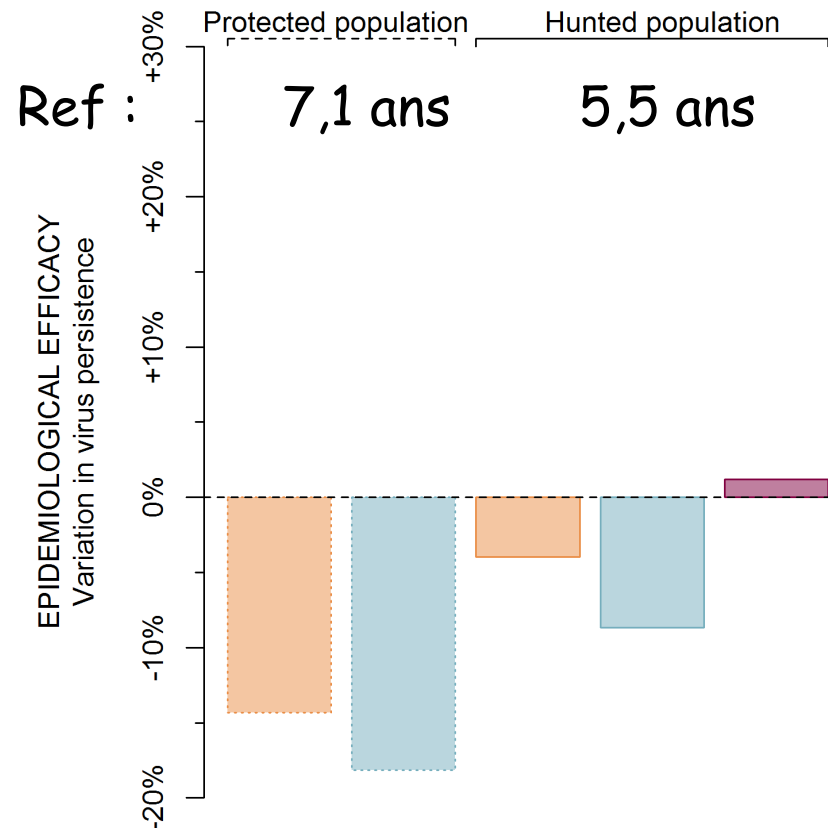 Protected population
Hunted population
Ref : 7,1 ans 5,5 ans
EPIDEMIOLOGICAL EFFICACY
Variation in virus persistence
+30%
+20%
+10%
0%
-10%
-20%